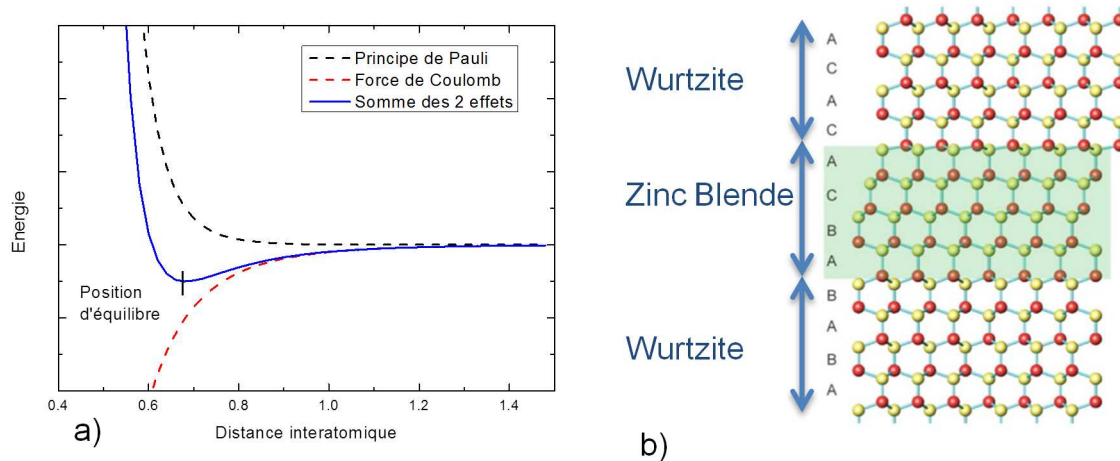 Energie
Principe de Pauli
Force de Coulomb
Somme des 2 effets
Position
d'équilibre
0.4 0.6 0.8 1.0 1.2 1.4
Distance interatomique
a)
Wurtzite
Zinc Blende
Wurtzite
A
C
A
C
A
C
B
A
B
A
B
A
b)